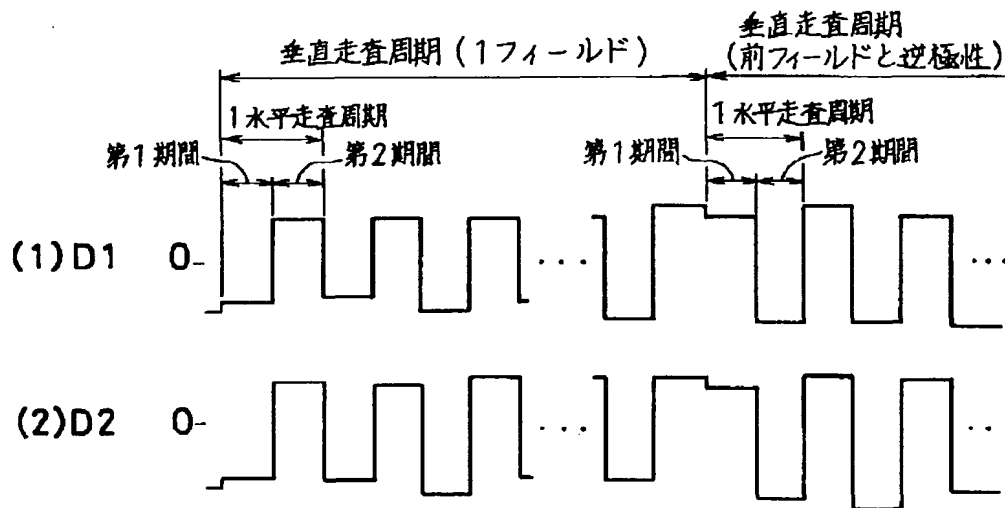 垂直走査周期(1フィールド)
垂直走査周期
(前フィールドと逆極性)
1水平走査周期
第1期間
第2期間
1水平走査周期
第1期間
第2期間
(1)D1
0
...
...
(2)D2
0
...
...